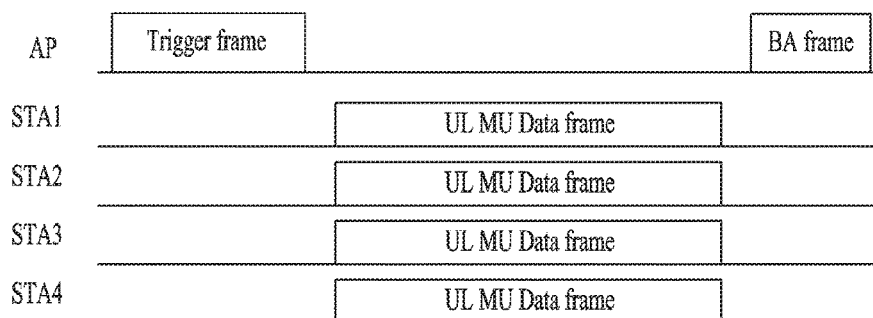 AP Trigger frame BA frame
STA1 UL MU Data frame
STA2 UL MU Data frame
STA3 UL MU Data frame
STA4 UL MU Data frame